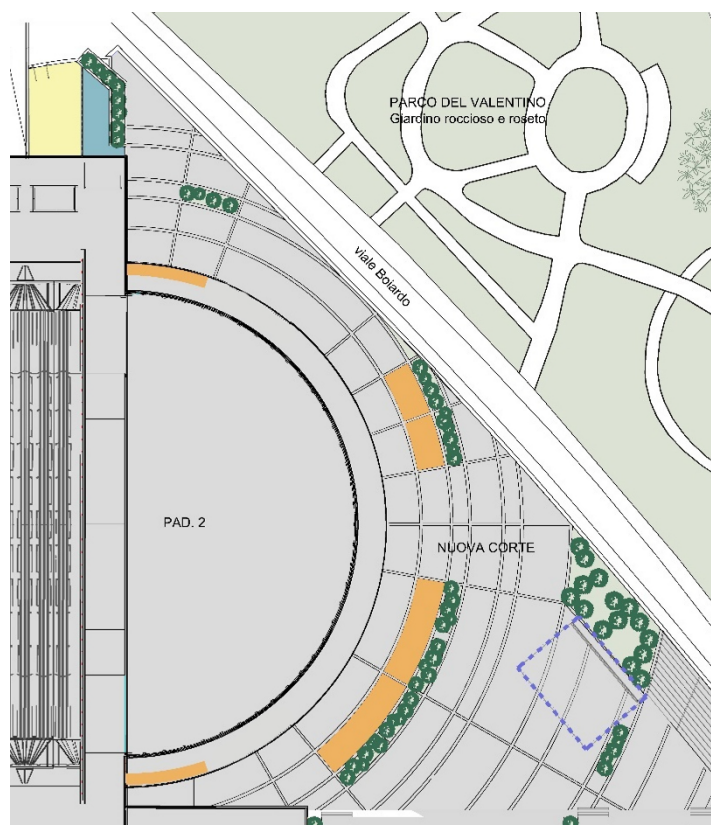 PARCO DEL VALENTINO
Giardino roccioso e roseto
viale Boiardo
PAD. 2
NUOVA CORTE